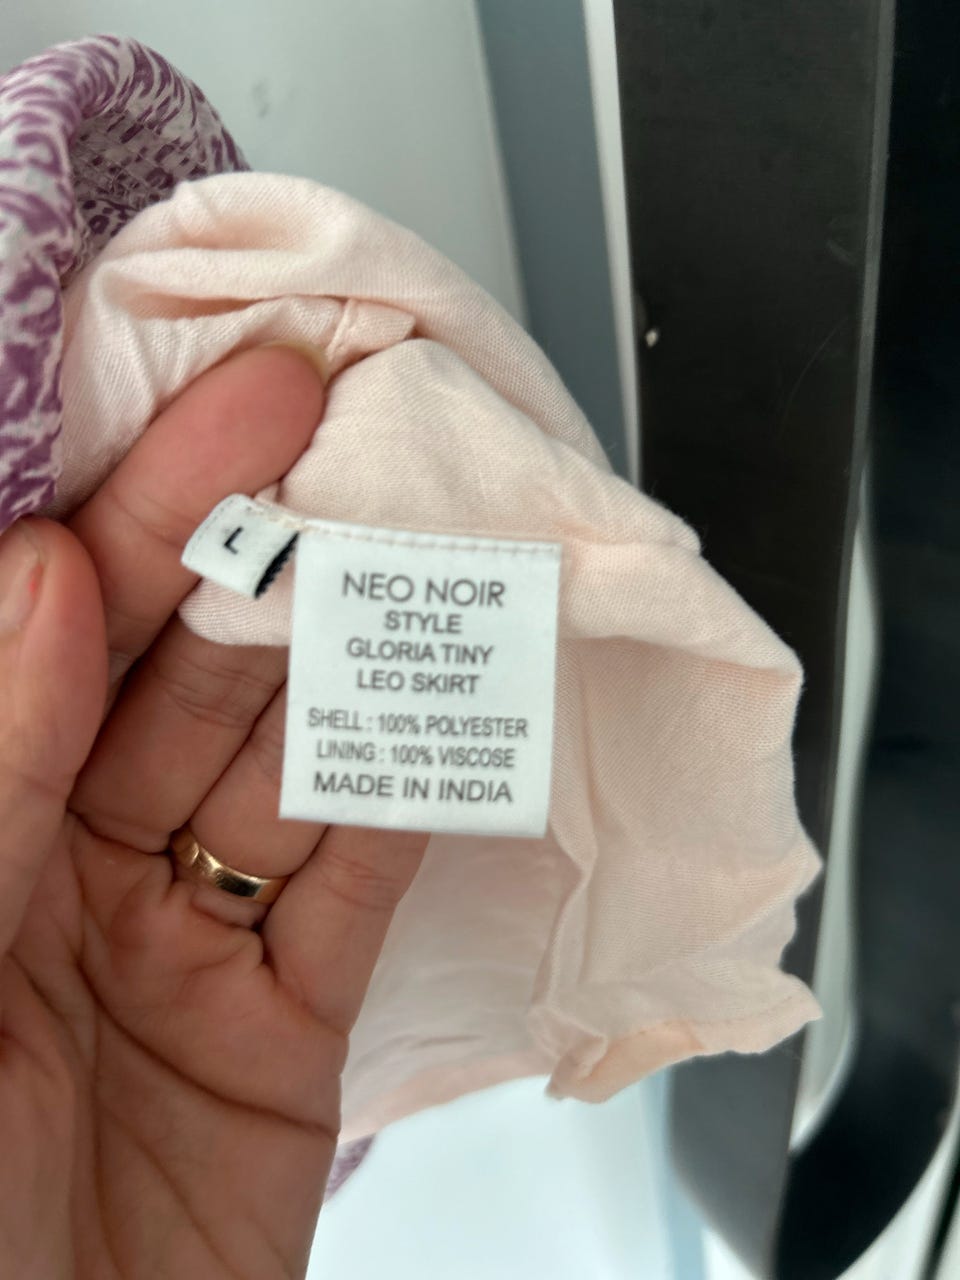 L
NEO NOIR
STYLE
GLORIA TINY
LEO SKIRT
SHELL : 100% POLYESTER
LINING : 100% VISCOSE
MADE IN INDIA